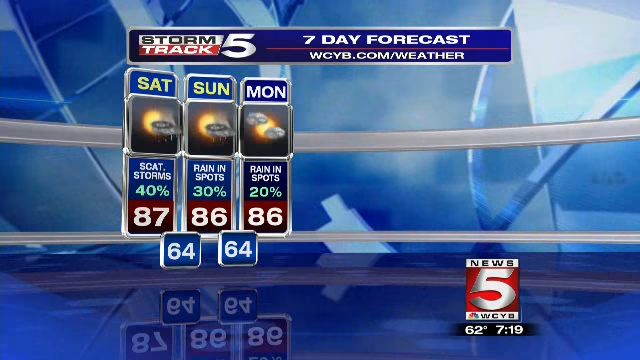 STORM TRACK 5
7 DAY FORECAST
WCYB.COM/WEATHER
SAT SUN MON
SCAT. STORMS RAIN IN SPOTS RAIN IN SPOTS
40% 30% 20%
87 86 86
64 64
NEWS
5
WCYB
62° 7:19